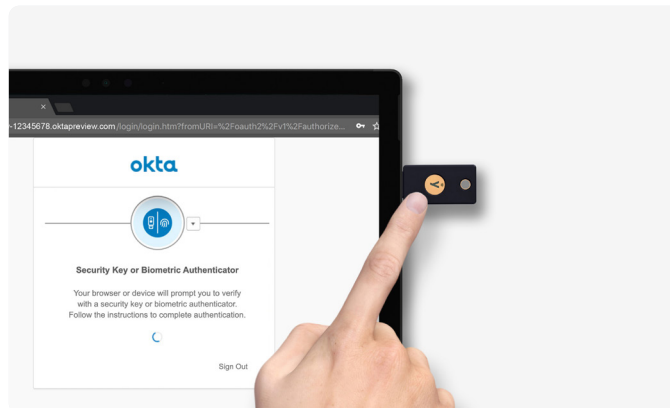 ~12345678.oktapreview.com/login/login.htm?fromURI=%2Foauth2%2Fv1%2Fauthorize...
okta
Security Key or Biometric Authenticator
Your browser or device will prompt you to verify
with a security key or biometric authenticator.
Follow the instructions to complete authentication.
Sign Out